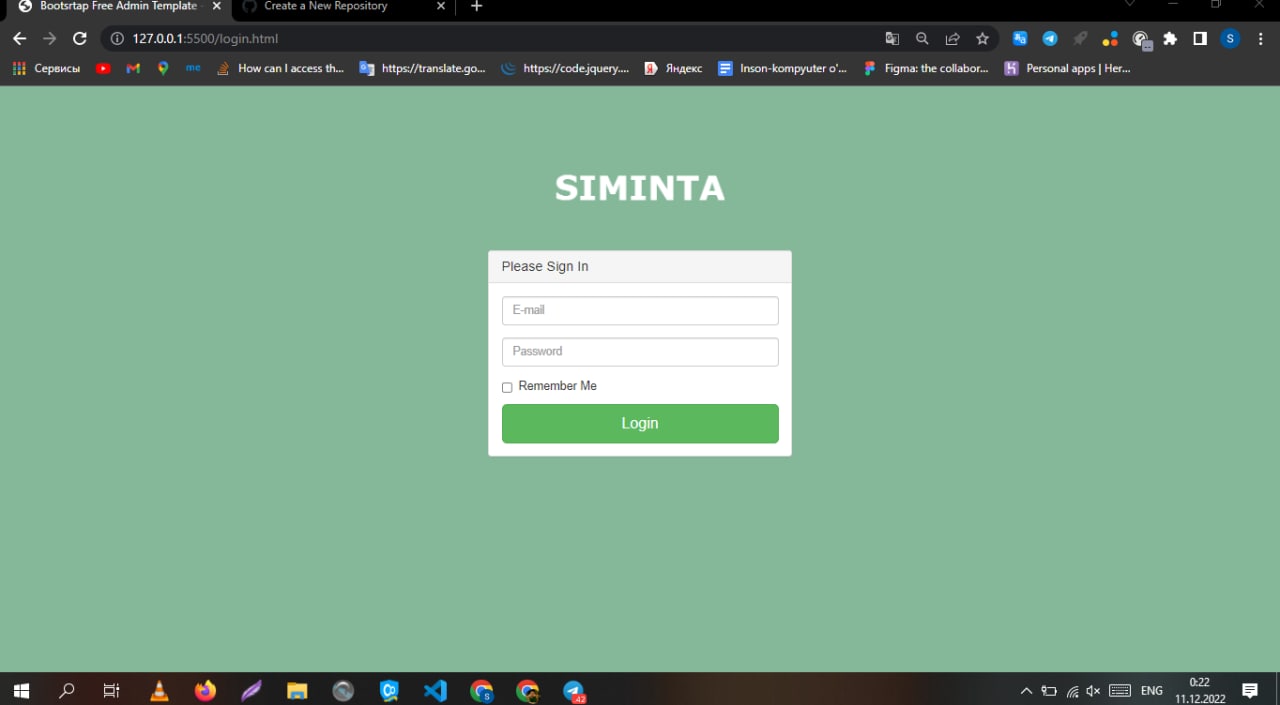 Bootsrtap Free Admin Template
Create a New Repository
127.0.0.1:5500/login.html
S
Сервисы
me
How can I access th...
https://translate.go...
https://code.jquery....
Яндекс
Inson-kompyuter o'...
Figma: the collabor...
Personal apps | Her...
SIMINTA
Please Sign In
E-mail
Password
Remember Me
Login
42
ENG
0:22
11.12.2022